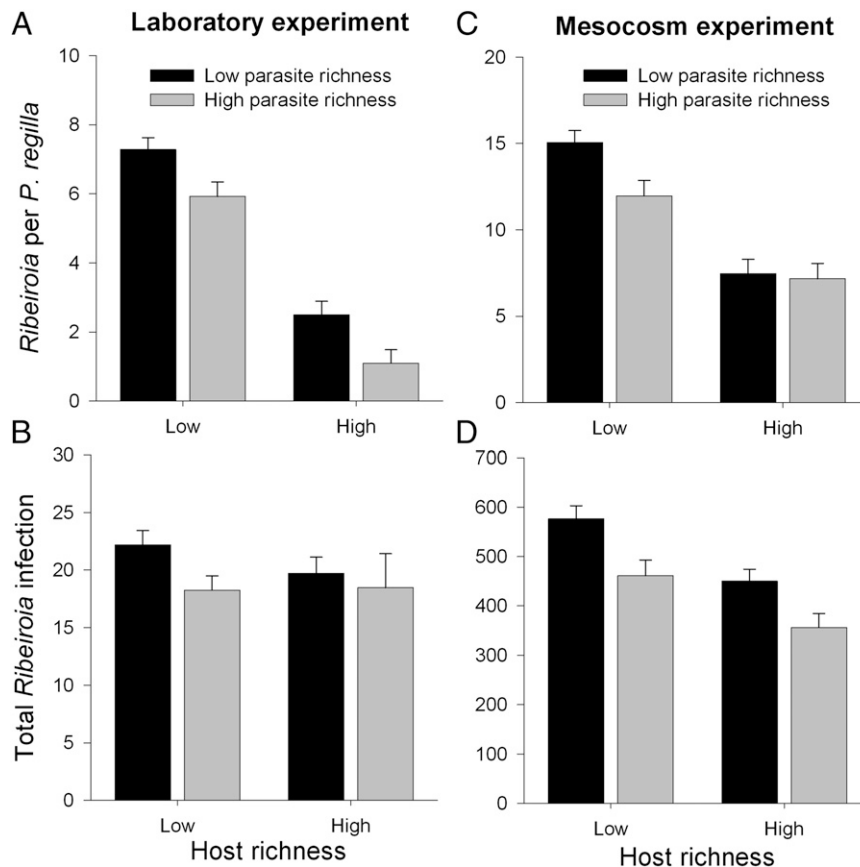 A
Laboratory experiment
Ribeiroia per P. regilla
10
8
6
4
2
0
Low parasite richness
High parasite richness
Low
High
C
Mesocosm experiment
20
15
10
5
0
Low parasite richness
High parasite richness
Low
High
B
Total Ribeiroia infection
30
25
20
15
10
5
0
Low
High
Host richness
D
700
600
500
400
300
200
100
0
Low
High
Host richness